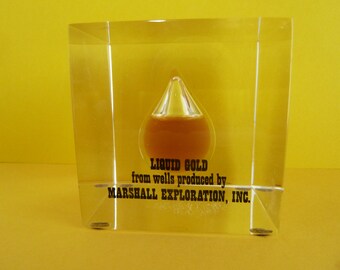 LIQUID GOLD
from wells produced by
MARSHALL EXPLORATION, INC.